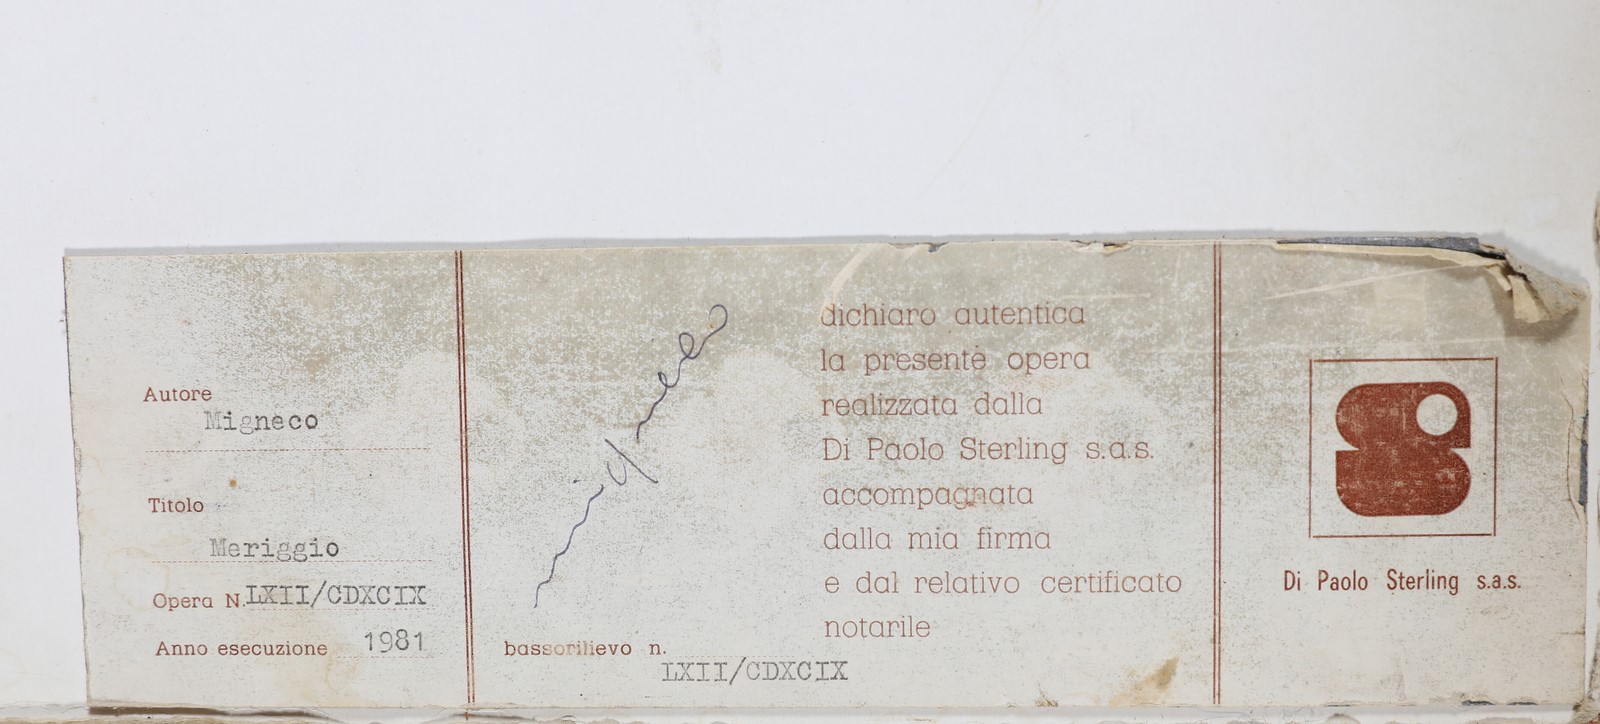 Autore
Migneco
Titolo
Meriggio
Opera N. LXII/CDXCIX
Anno esecuzione 1981
migneco
bassorilievo n.
LXII/CDXCIX
dichiaro autentica
la presente opera
realizzata dalla
Di Paolo Sterling s.a.s.
accompagnata
dalla mia firma
e dal relativo certificato
notarile
Di Paolo Sterling s.a.s.